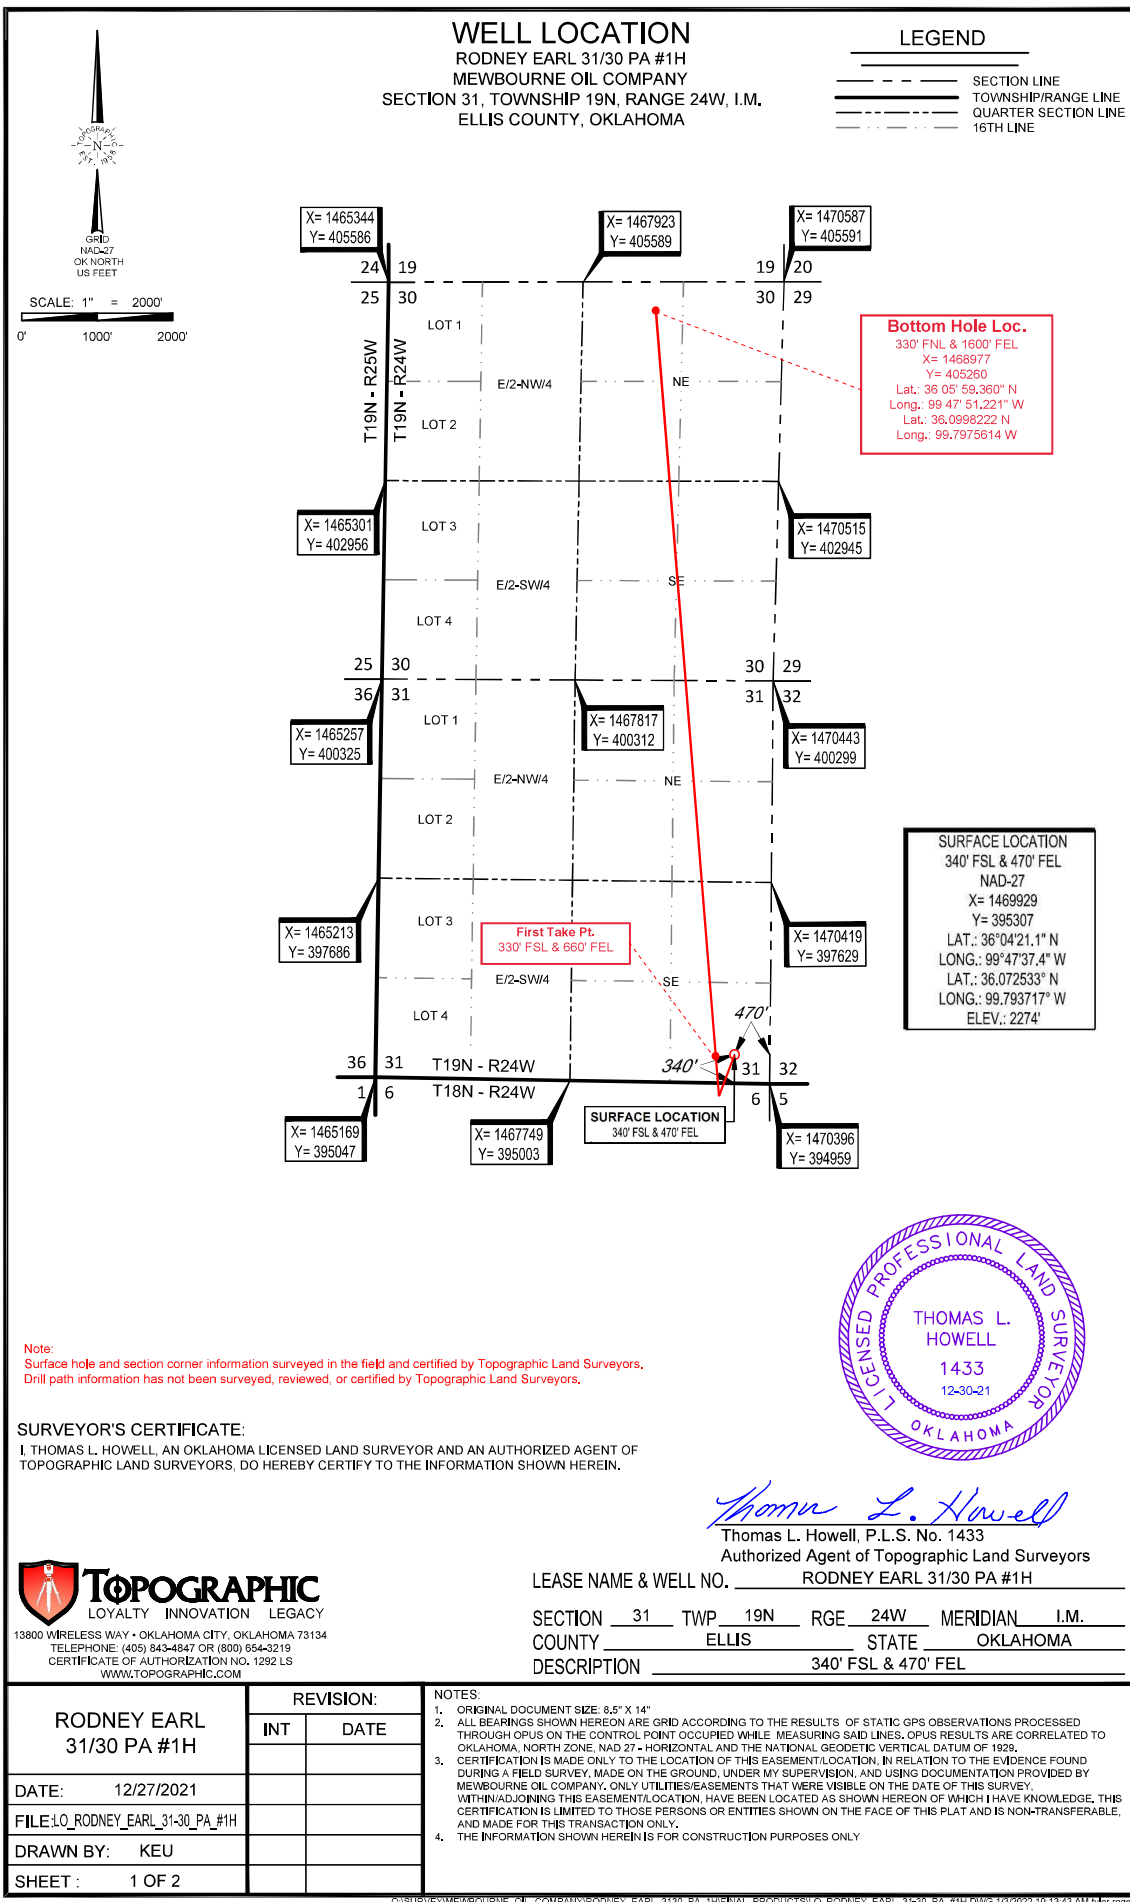 WELL LOCATION
RODNEY EARL 31/30 PA #1H
MEWBOURNE OIL COMPANY
SECTION 31, TOWNSHIP 19N, RANGE 24W, I.M.
ELLIS COUNTY, OKLAHOMA
LEGEND
SECTION LINE
TOWNSHIP/RANGE LINE
QUARTER SECTION LINE
16TH LINE
TOPOGRAPHIC
N
EST. 1958
GRID
NAD-27
OK NORTH
US FEET
SCALE: 1" = 2000'
0' 1000' 2000'
X= 1465344
Y= 405586
X= 1467923
Y= 405589
X= 1470587
Y= 405591
24 19
25 30
19 20
30 29
T19N - R25W
T19N - R24W
LOT 1
E/2-NW/4
NE
LOT 2
Bottom Hole Loc.
330' FNL & 1600' FEL
X= 1468977
Y= 405260
Lat.: 36 05' 59.360" N
Long.: 99 47' 51.221" W
Lat.: 36.0998222 N
Long.: 99.7975614 W
X= 1465301
Y= 402956
X= 1470515
Y= 402945
LOT 3
E/2-SW/4
SE
LOT 4
25 30
36 31
30 29
31 32
X= 1465257
Y= 400325
X= 1467817
Y= 400312
X= 1470443
Y= 400299
LOT 1
E/2-NW/4
NE
LOT 2
SURFACE LOCATION
340' FSL & 470' FEL
NAD-27
X= 1469929
Y= 395307
LAT.: 36°04'21.1" N
LONG.: 99°47'37.4" W
LAT.: 36.072533° N
LONG.: 99.793717° W
ELEV.: 2274'
X= 1465213
Y= 397686
X= 1470419
Y= 397629
LOT 3
First Take Pt.
330' FSL & 660' FEL
E/2-SW/4
SE
LOT 4
470'
340'
36 31
1 6
T19N - R24W
T18N - R24W
31 32
6 5
SURFACE LOCATION
340' FSL & 470' FEL
X= 1465169
Y= 395047
X= 1467749
Y= 395003
X= 1470396
Y= 394959
LICENSED PROFESSIONAL LAND SURVEYOR
THOMAS L.
HOWELL
1433
12-30-21
OKLAHOMA
Note:
Surface hole and section corner information surveyed in the field and certified by Topographic Land Surveyors.
Drill path information has not been surveyed, reviewed, or certified by Topographic Land Surveyors.
SURVEYOR'S CERTIFICATE:
I, THOMAS L. HOWELL, AN OKLAHOMA LICENSED LAND SURVEYOR AND AN AUTHORIZED AGENT OF
TOPOGRAPHIC LAND SURVEYORS, DO HEREBY CERTIFY TO THE INFORMATION SHOWN HEREIN.
Thomas L. Howell
Thomas L. Howell, P.L.S. No. 1433
Authorized Agent of Topographic Land Surveyors
TOPOGRAPHIC
LOYALTY INNOVATION LEGACY
13800 WIRELESS WAY • OKLAHOMA CITY, OKLAHOMA 73134
TELEPHONE: (405) 843-4847 OR (800) 654-3219
CERTIFICATE OF AUTHORIZATION NO. 1292 LS
WWW.TOPOGRAPHIC.COM
LEASE NAME & WELL NO. RODNEY EARL 31/30 PA #1H
SECTION 31 TWP 19N RGE 24W MERIDIAN I.M.
COUNTY ELLIS STATE OKLAHOMA
DESCRIPTION 340' FSL & 470' FEL
RODNEY EARL
31/30 PA #1H
DATE: 12/27/2021
FILE:LO_RODNEY_EARL_31-30_PA_#1H
DRAWN BY: KEU
SHEET : 1 OF 2
REVISION:
INT DATE
NOTES:
1. ORIGINAL DOCUMENT SIZE: 8.5" X 14"
2. ALL BEARINGS SHOWN HEREON ARE GRID ACCORDING TO THE RESULTS OF STATIC GPS OBSERVATIONS PROCESSED
THROUGH OPUS ON THE CONTROL POINT OCCUPIED WHILE MEASURING SAID LINES. OPUS RESULTS ARE CORRELATED TO
OKLAHOMA, NORTH ZONE, NAD 27 - HORIZONTAL AND THE NATIONAL GEODETIC VERTICAL DATUM OF 1929.
3. CERTIFICATION IS MADE ONLY TO THE LOCATION OF THIS EASEMENT/LOCATION, IN RELATION TO THE EVIDENCE FOUND
DURING A FIELD SURVEY, MADE ON THE GROUND, UNDER MY SUPERVISION, AND USING DOCUMENTATION PROVIDED BY
MEWBOURNE OIL COMPANY. ONLY UTILITIES/EASEMENTS THAT WERE VISIBLE ON THE DATE OF THIS SURVEY,
WITHIN/ADJOINING THIS EASEMENT/LOCATION, HAVE BEEN LOCATED AS SHOWN HEREON OF WHICH I HAVE KNOWLEDGE. THIS
CERTIFICATION IS LIMITED TO THOSE PERSONS OR ENTITIES SHOWN ON THE FACE OF THIS PLAT AND IS NON-TRANSFERABLE,
AND MADE FOR THIS TRANSACTION ONLY.
4. THE INFORMATION SHOWN HEREIN IS FOR CONSTRUCTION PURPOSES ONLY